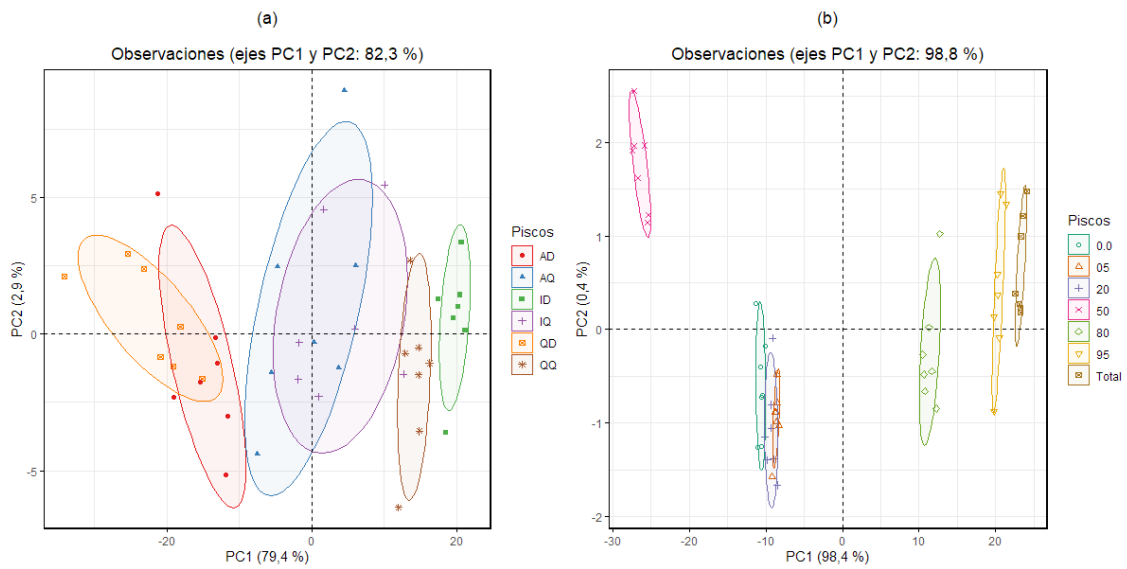 (a)
Observaciones (ejes PC1 y PC2: 82,3 %)
PC2 (2,9 %)
5
0
-5
-20
0
20
PC1 (79,4 %)
Piscos
AD
AQ
ID
IQ
QD
QQ
(b)
Observaciones (ejes PC1 y PC2: 98,8 %)
PC2 (0,4 %)
2
1
0
-1
-2
-30
-20
-10
0
10
20
30
PC1 (98,4 %)
Piscos
0.0
05
20
50
80
95
Total